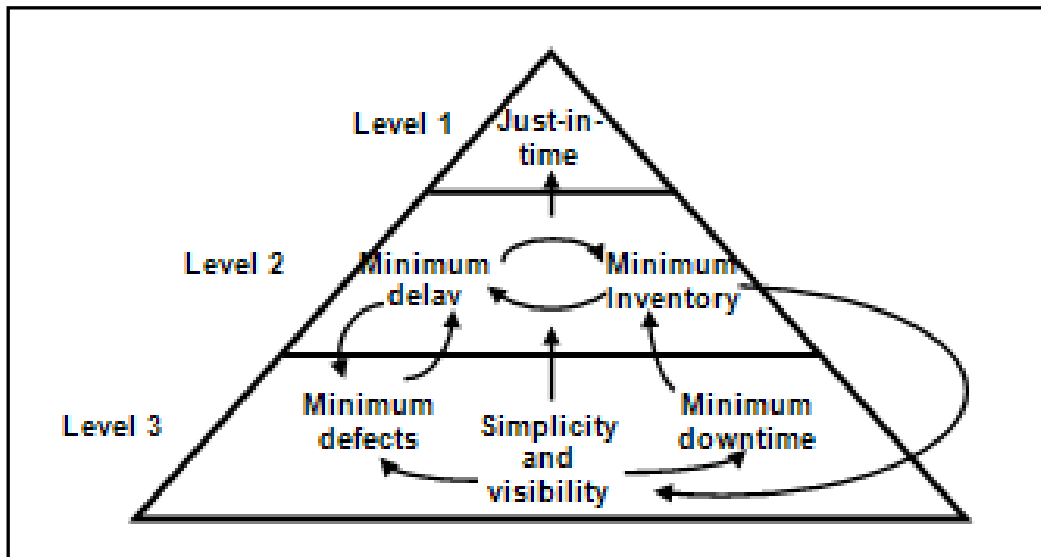 Level 1
Just-in-
time
Level 2
Minimum
delay
Minimum
Inventory
Level 3
Minimum
defects
Simplicity
and
visibility
Minimum
downtime